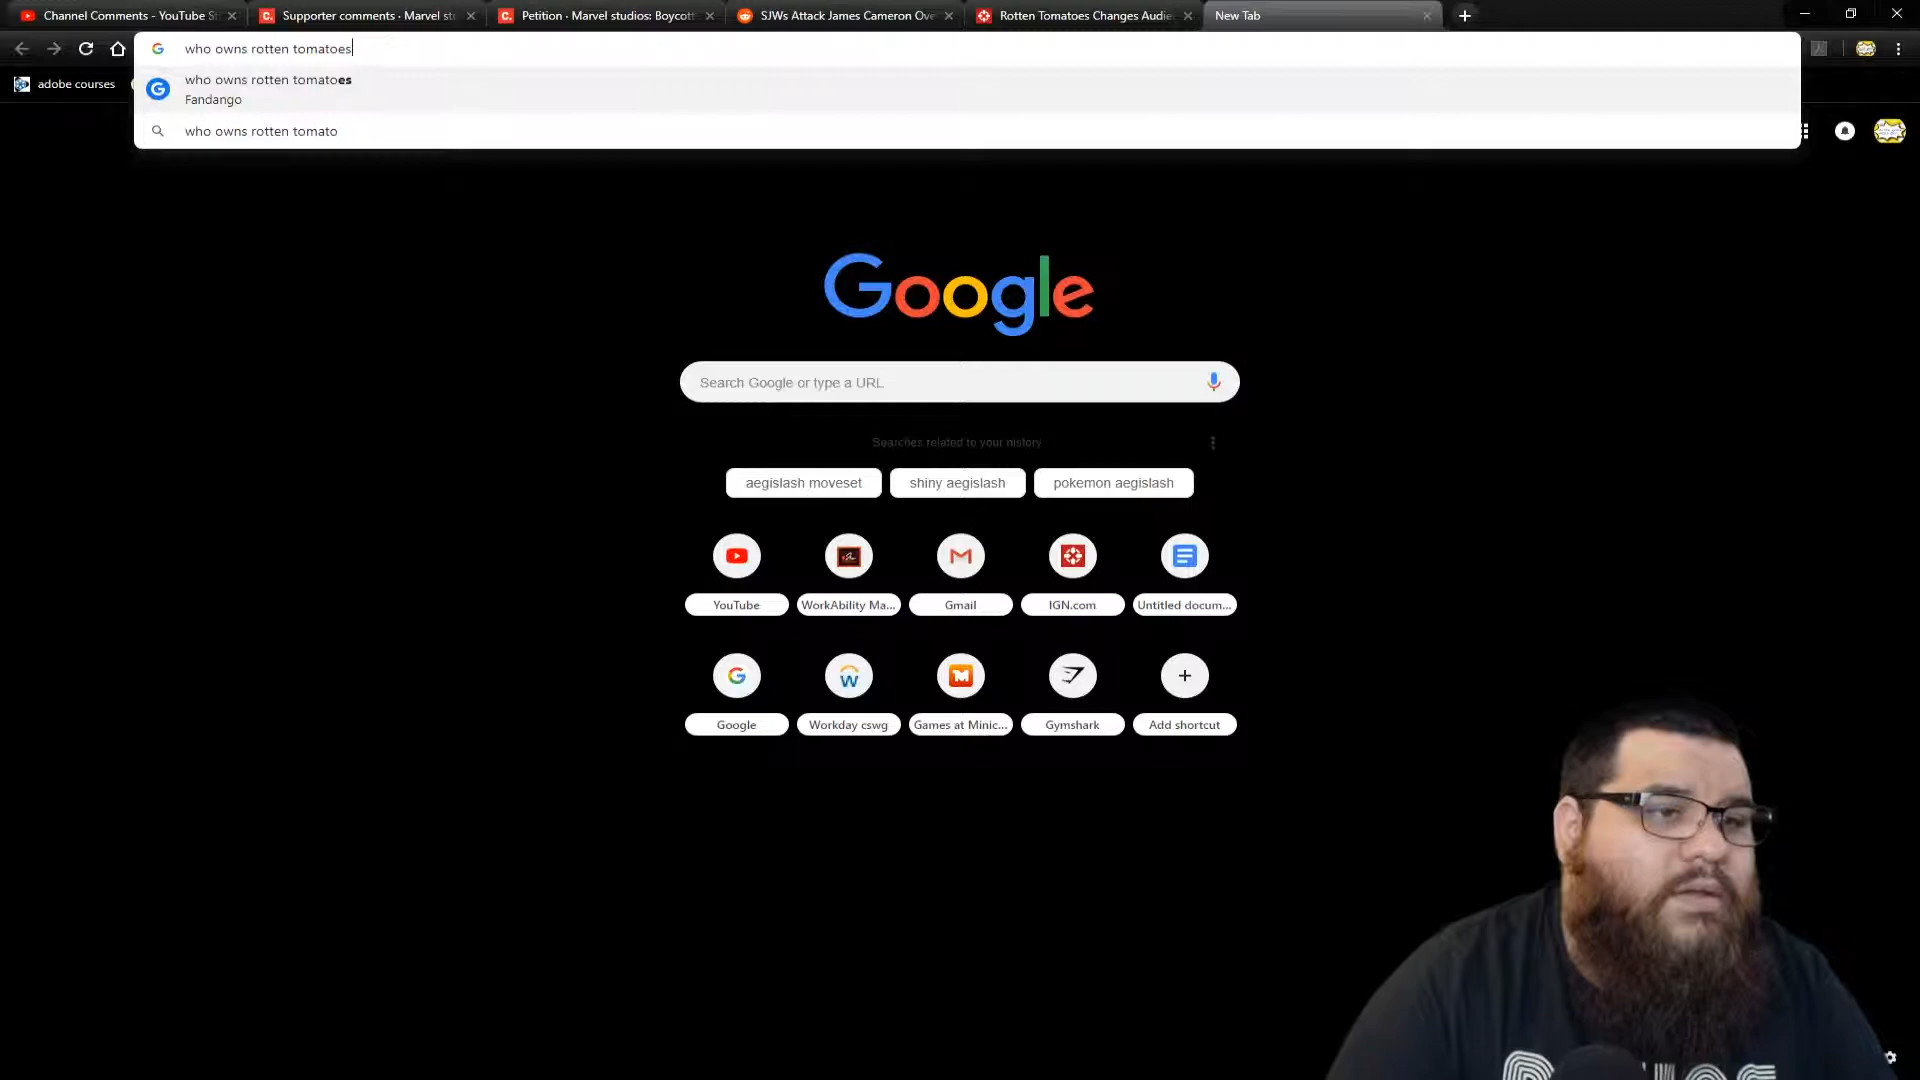 Channel Comments - YouTube St
Supporter comments · Marvel stu
Petition · Marvel studios: Boycott
SJWs Attack James Cameron Ove
Rotten Tomatoes Changes Audie
New Tab
who owns rotten tomatoes
adobe courses
who owns rotten tomatoes
Fandango
who owns rotten tomato
Google
Search Google or type a URL
Searches related to your history
aegislash moveset
shiny aegislash
pokemon aegislash
YouTube
WorkAbility Ma...
Gmail
IGN.com
Untitled docum...
Google
Workday cswg
Games at Minic...
Gymshark
Add shortcut